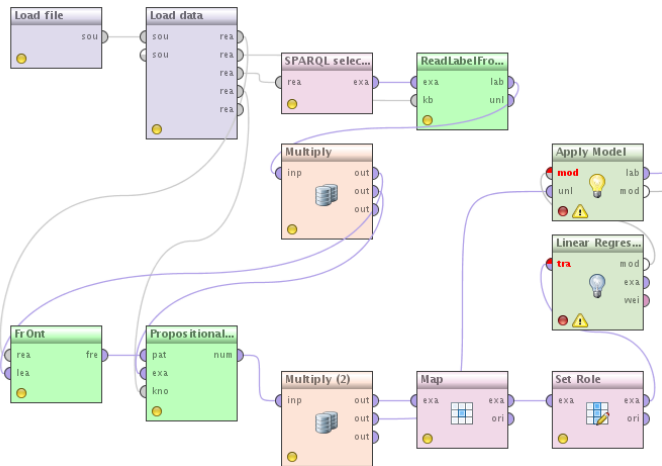 Load file
sou
Load data
sou rea
sou rea
rea
rea
rea
SPARQL selec...
rea exa
ReadLabelFro...
exa lab
kb unl
Multiply
inp out
out
out
Apply Model
mod lab
unl mod
Linear Regres...
tra mod
exa
wei
FrOnt
rea fre
lea
Propositional...
pat num
exa
kno
Multiply (2)
inp out
out
out
Map
exa exa
ori
Set Role
exa exa
ori